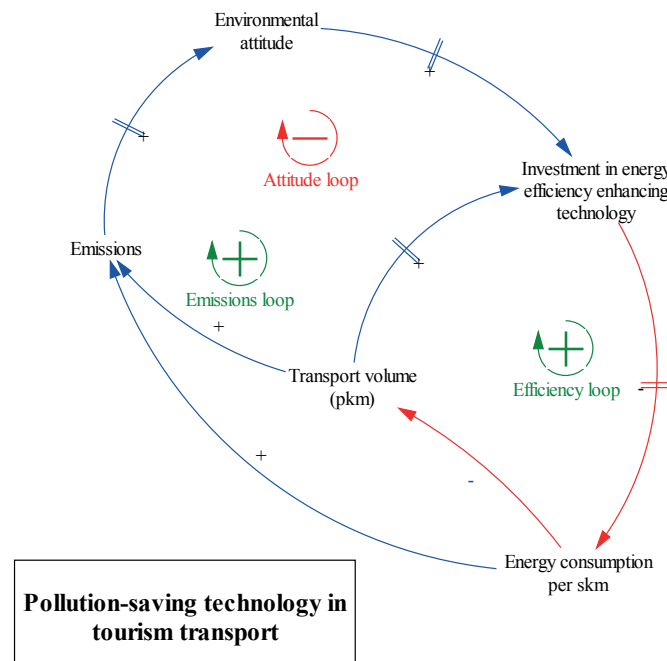 Environmental
attitude
+
+
Attitude loop
Investment in energy
efficiency enhancing
technology
Emissions
Emissions loop
+
+
Transport volume
(pkm)
Efficiency loop
-
+
-
Energy consumption
per skm
Pollution-saving technology in
tourism transport